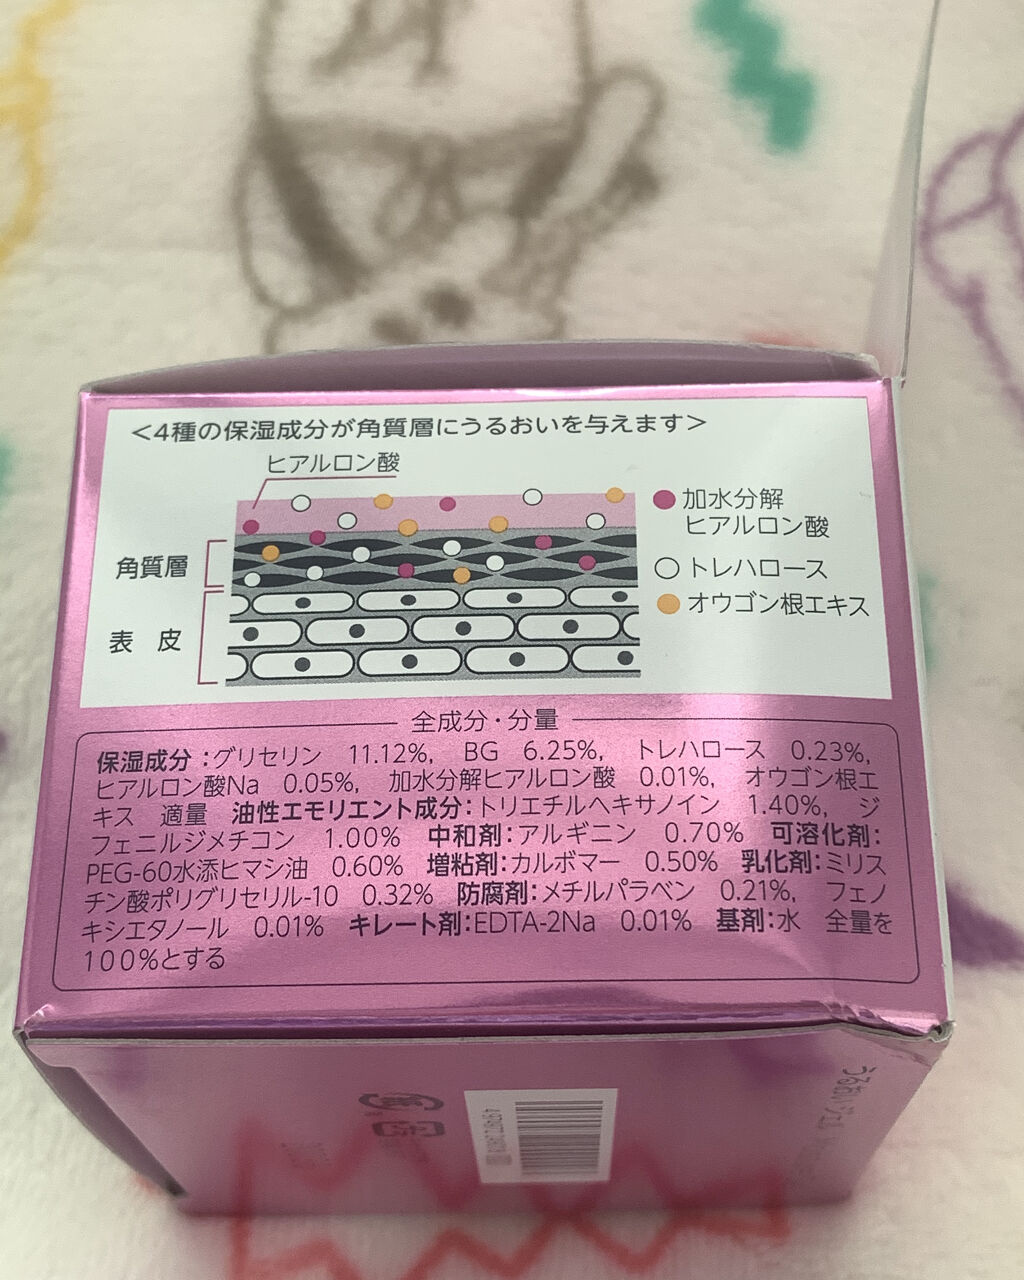 <4種の保湿成分が角質層にうるおいを与えます>
ヒアルロン酸
角質層
表 皮
加水分解
ヒアルロン酸
トレハロース
オウゴン根エキス
全成分・分量
保湿成分:グリセリン 11.12%, BG 6.25%, トレハロース 0.23%,
ヒアルロン酸Na 0.05%, 加水分解ヒアルロン酸 0.01%, オウゴン根エ
キス 適量 油性エモリエント成分:トリエチルヘキサノイン 1.40%, ジ
フェニルジメチコン 1.00% 中和剤:アルギニン 0.70% 可溶化剤:
PEG-60水添ヒマシ油 0.60% 増粘剤:カルボマー 0.50% 乳化剤:ミリス
チン酸ポリグリセリル-10 0.32% 防腐剤:メチルパラベン 0.21%, フェノ
キシエタノール 0.01% キレート剤:EDTA-2Na 0.01% 基剤:水 全量を
100%とする
うるおいジェル